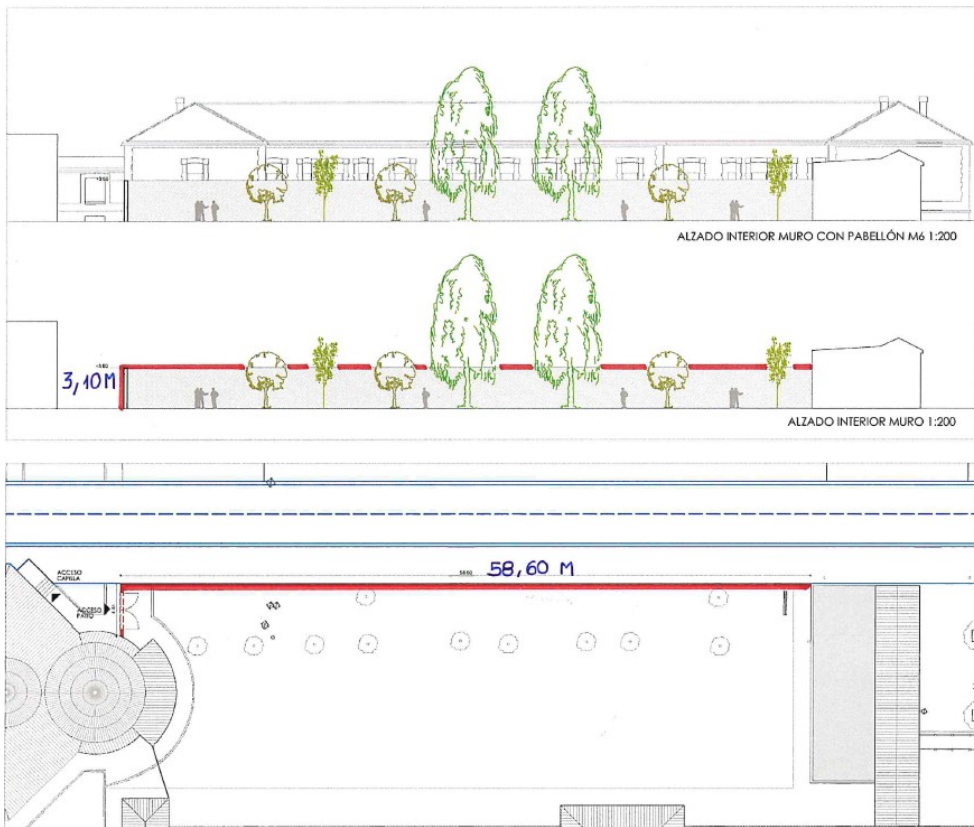 ALZADO INTERIOR MURO CON PABELLÓN M6 1:200
3,10M
ALZADO INTERIOR MURO 1:200
58,60 M
ACCESO
CAPILLA
ACCESO
PATIO